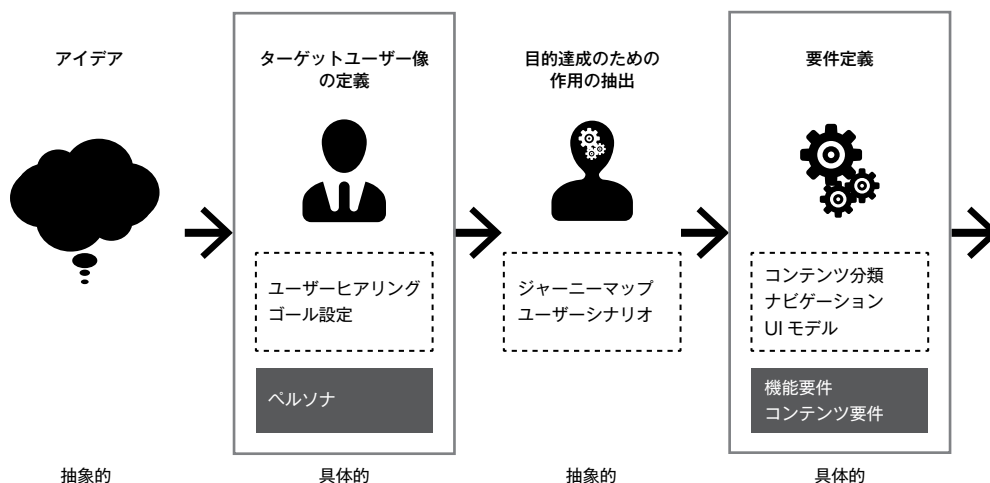 アイデア
ターゲットユーザー像
の定義
目的達成のための
作用の抽出
要件定義
ユーザーヒアリング
ゴール設定
ジャーニーマップ
ユーザーシナリオ
コンテンツ分類
ナビゲーション
UI モデル
ペルソナ
機能要件
コンテンツ要件
抽象的
具体的
抽象的
具体的